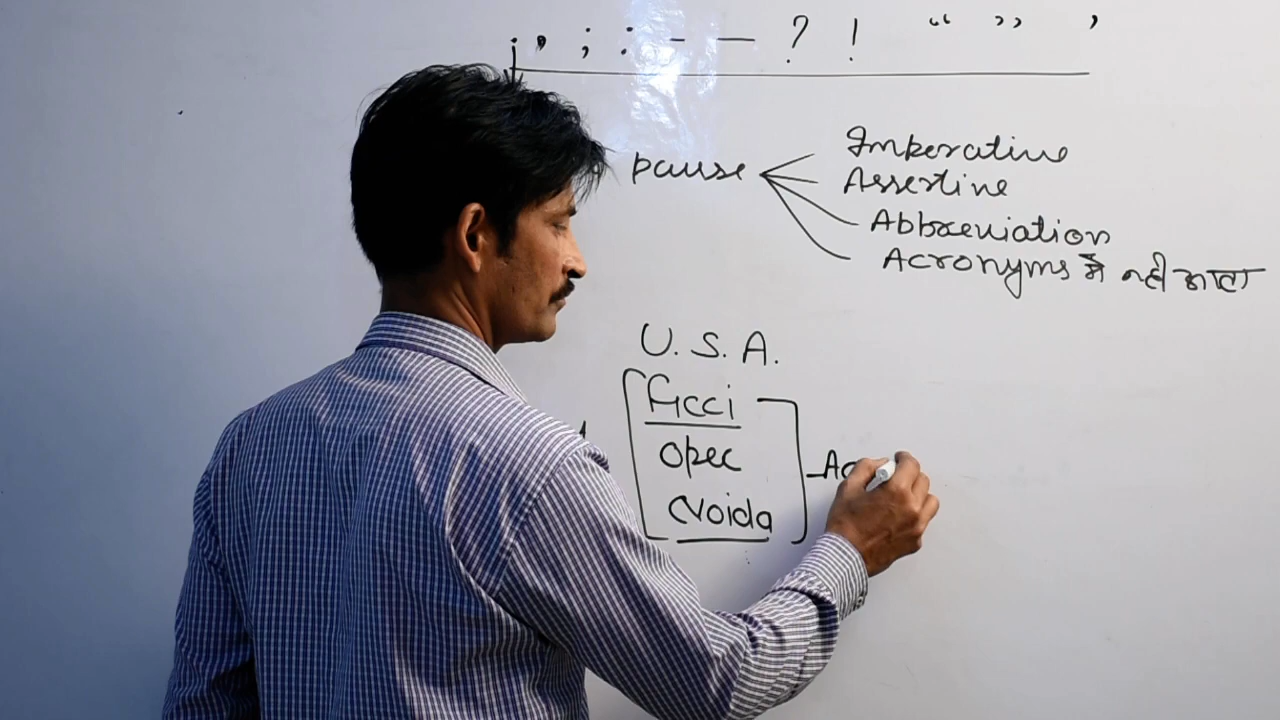 . , ; : - — ? ! “ ” ’
pause
Imperative
Assertive
Abbreviation
Acronyms में नही आता
U.S.A.
Ficci
opec
Noida
Ac